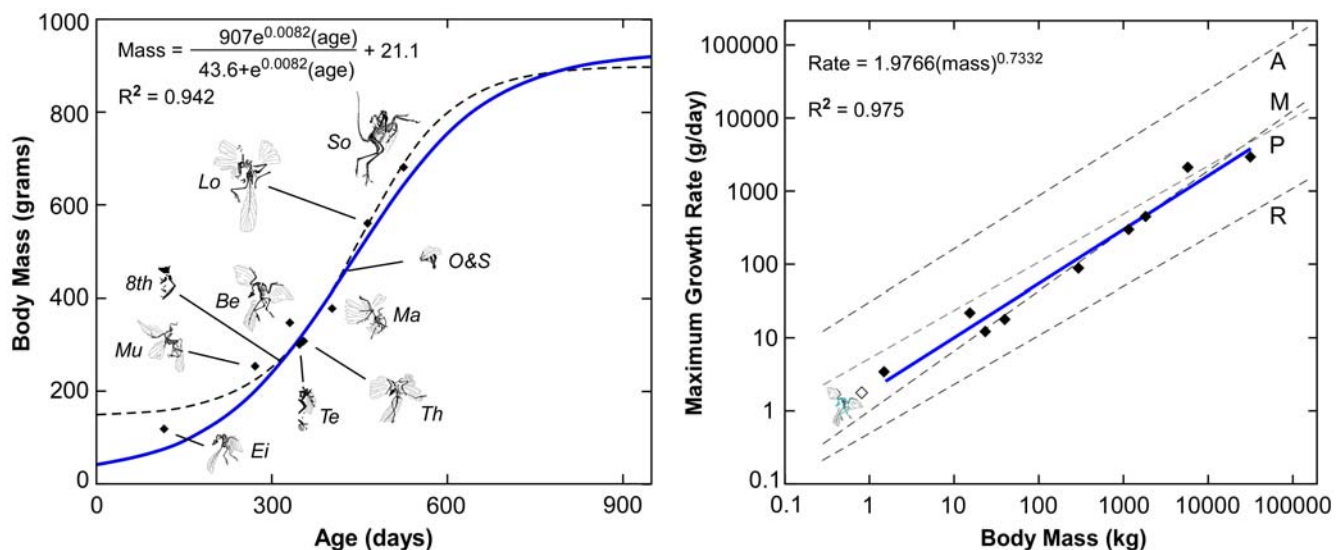 1000
800
600
400
200
0
Body Mass (grams)
Mass = 907e^0.0082(age) / 43.6+e^0.0082(age) + 21.1
R² = 0.942
So
Lo
O&S
8th
Be
Ma
Mu
Te
Th
Ei
0 300 600 900
Age (days)
100000
10000
1000
100
10
1
0.1
Maximum Growth Rate (g/day)
Rate = 1.9766(mass)^0.7332
R² = 0.975
A
M
P
R
0.1 1 10 100 1000 10000 100000
Body Mass (kg)